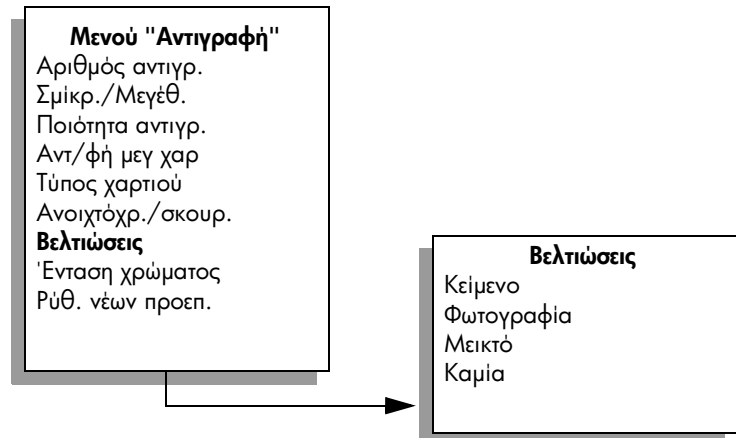 Μενού "Αντιγραφή"
Αριθμός αντιγρ.
Σμίκρ./Μεγέθ.
Ποιότητα αντιγρ.
Αντ/φή μεγ χαρ
Τύπος χαρτιού
Ανοιχτόχρ./σκουρ.
Βελτιώσεις
'Ενταση χρώματος
Ρύθ. νέων προεπ.
Βελτιώσεις
Κείμενο
Φωτογραφία
Μεικτό
Καμία